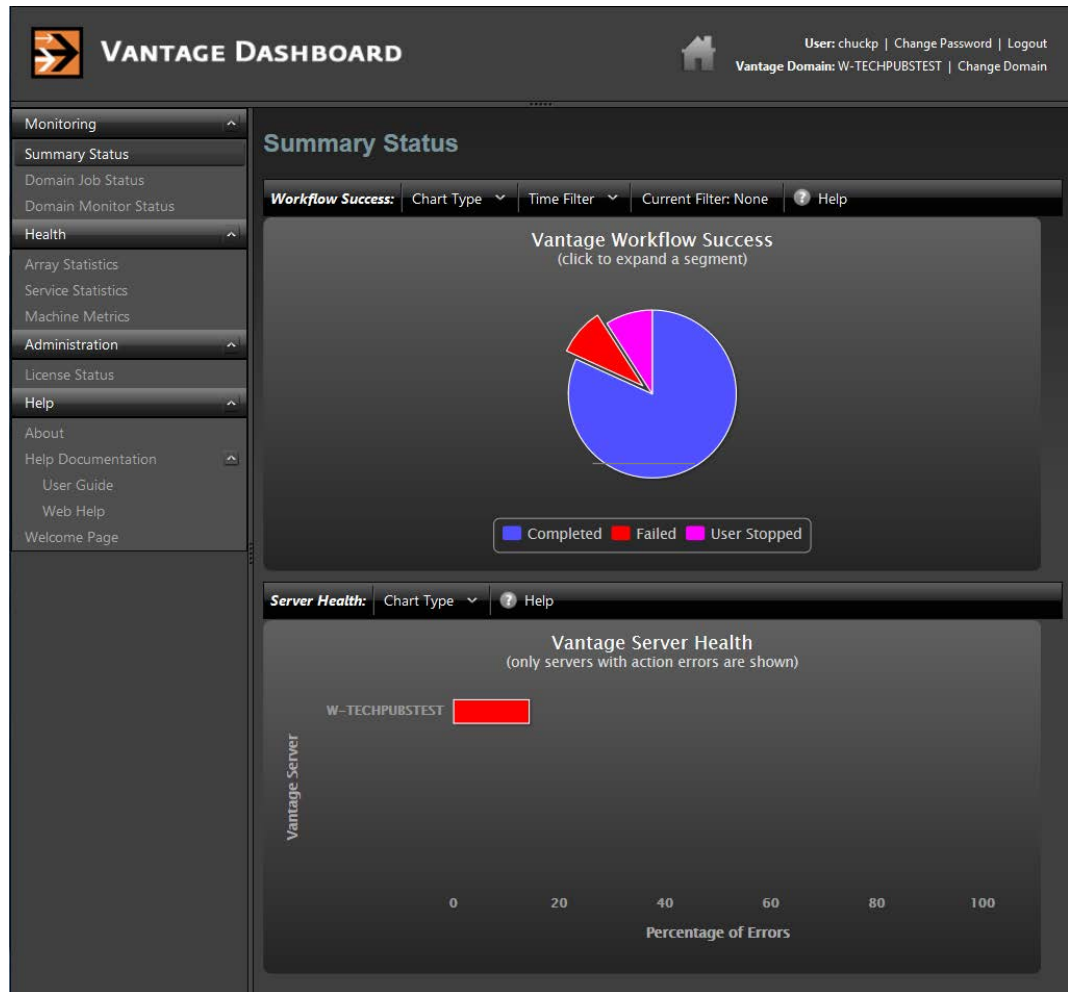 VANTAGE DASHBOARD
User: chuckp | Change Password | Logout
Vantage Domain: W-TECHPUBSTEST | Change Domain
Monitoring
Summary Status
Domain Job Status
Domain Monitor Status
Health
Array Statistics
Service Statistics
Machine Metrics
Administration
License Status
Help
About
Help Documentation
User Guide
Web Help
Welcome Page
Summary Status
Workflow Success: Chart Type Time Filter Current Filter: None ? Help
Vantage Workflow Success
(click to expand a segment)
Completed Failed User Stopped
Server Health: Chart Type ? Help
Vantage Server Health
(only servers with action errors are shown)
W-TECHPUBSTEST
Vantage Server
0 20 40 60 80 100
Percentage of Errors